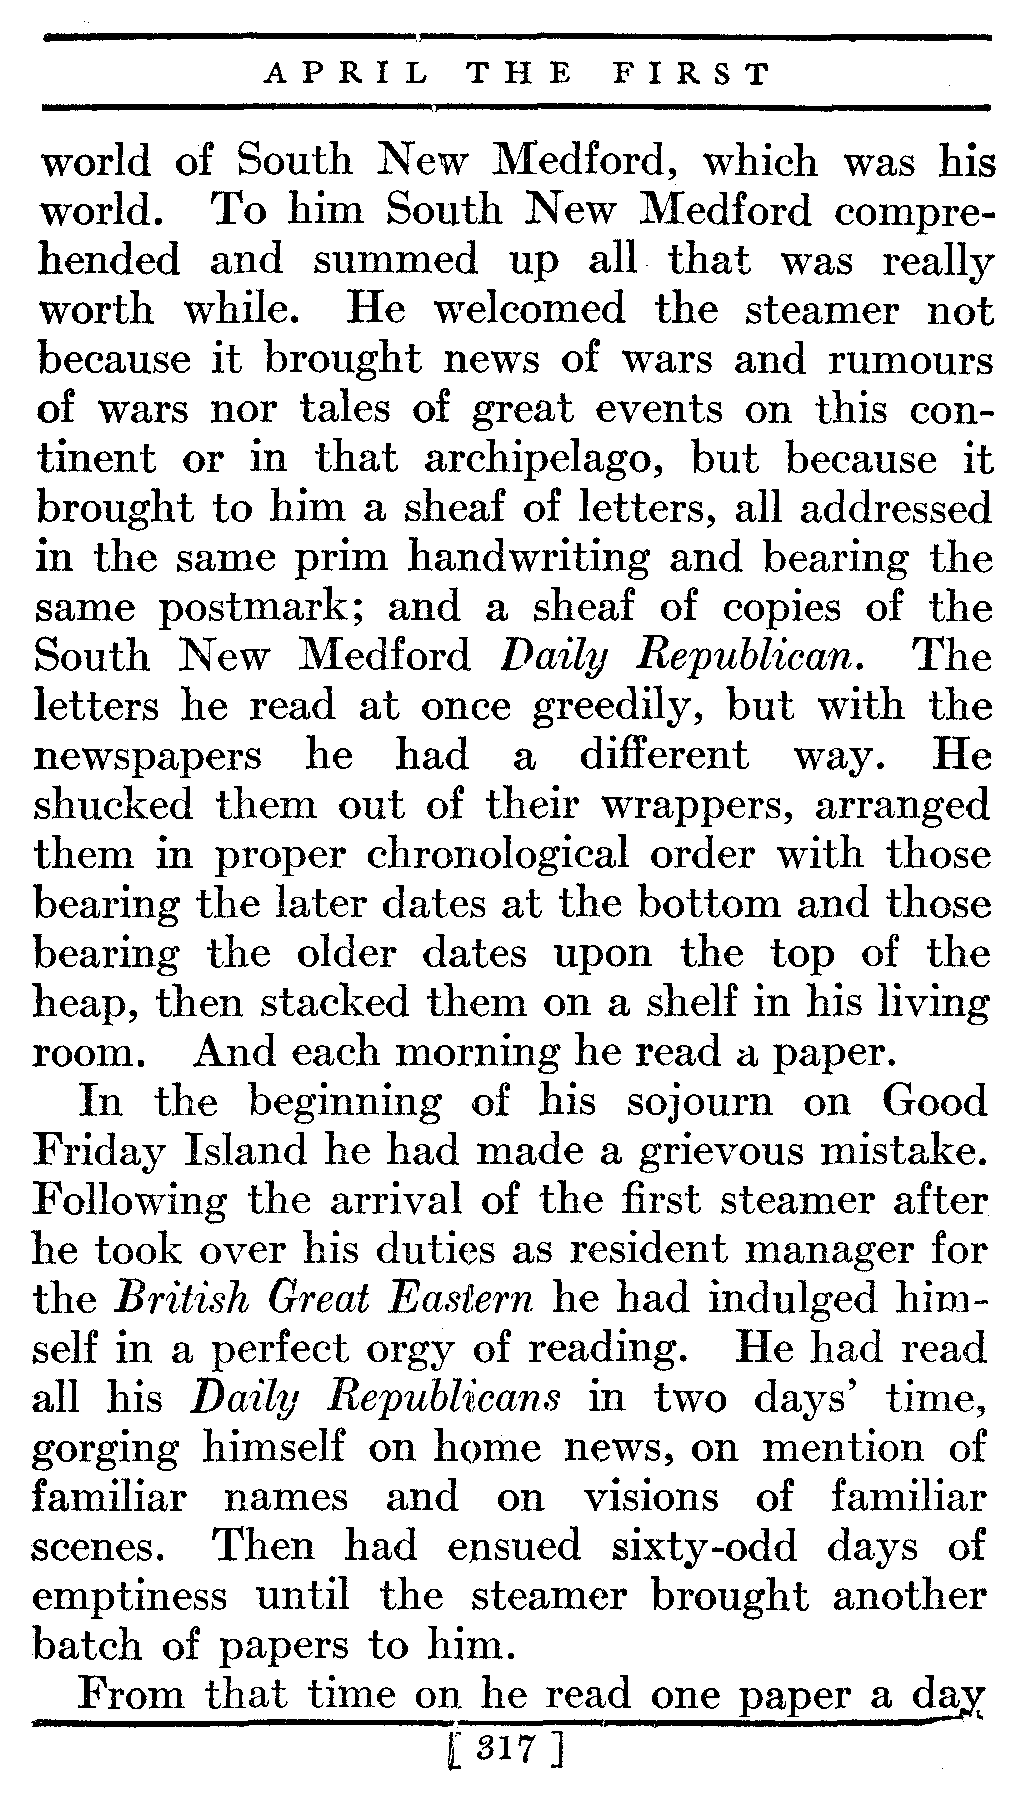 APRIL THE FIRST
world of South New Medford, which was his
world. To him South New Medford compre-
hended and summed up all that was really
worth while. He welcomed the steamer not
because it brought news of wars and rumours
of wars nor tales of great events on this con-
tinent or in that archipelago, but because it
brought to him a sheaf of letters, all addressed
in the same prim handwriting and bearing the
same postmark; and a sheaf of copies of the
South New Medford Daily Republican. The
letters he read at once greedily, but with the
newspapers he had a different way. He
shucked them out of their wrappers, arranged
them in proper chronological order with those
bearing the later dates at the bottom and those
bearing the older dates upon the top of the
heap, then stacked them on a shelf in his living
room. And each morning he read a paper.
In the beginning of his sojourn on Good
Friday Island he had made a grievous mistake.
Following the arrival of the first steamer after
he took over his duties as resident manager for
the British Great Eastern he had indulged him-
self in a perfect orgy of reading. He had read
all his Daily Republicans in two days' time,
gorging himself on home news, on mention of
familiar names and on visions of familiar
scenes. Then had ensued sixty-odd days of
emptiness until the steamer brought another
batch of papers to him.
From that time on he read one paper a day
[ 317 ]